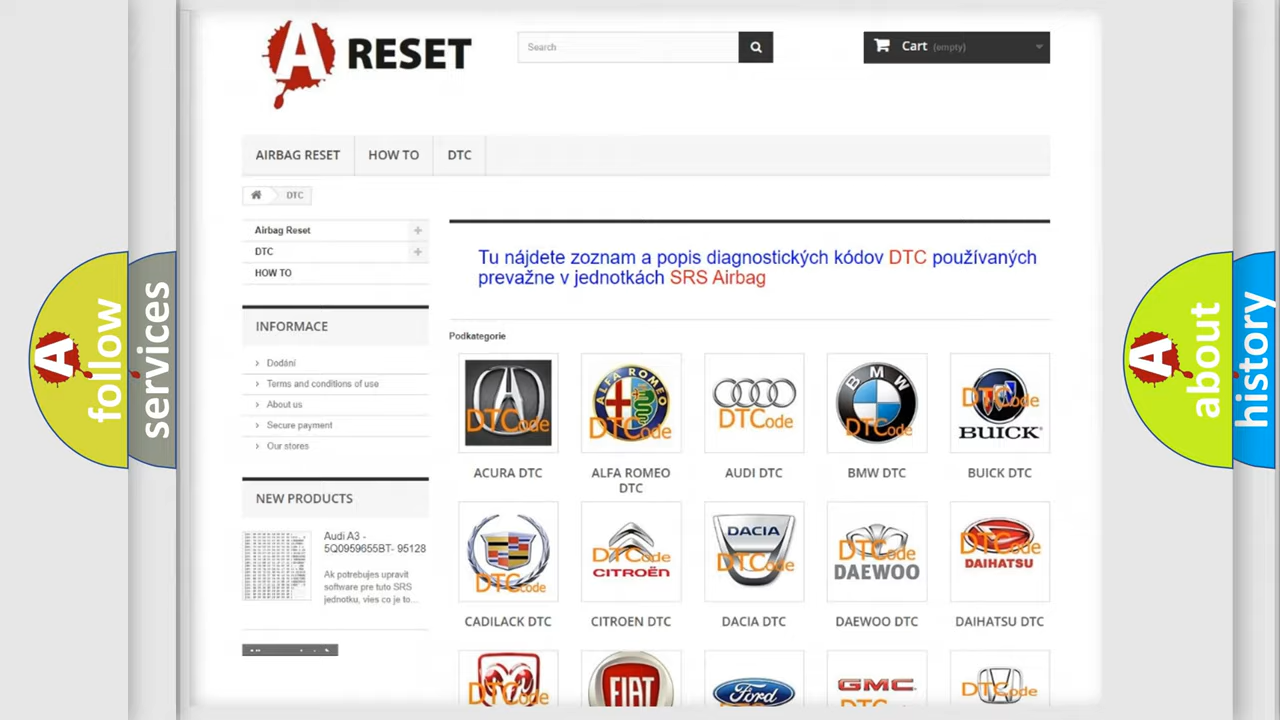 A RESET
Search
Cart (empty)
AIRBAG RESET
HOW TO
DTC
DTC
Airbag Reset
DTC
HOW TO
Tu nájdete zoznam a popis diagnostických kódov DTC používaných
prevažne v jednotkách SRS Airbag
INFORMACE
Dodání
Terms and conditions of use
About us
Secure payment
Our stores
NEW PRODUCTS
Audi A3 -
5Q0959655BT- 95128
Ak potrebujes upravit
software pre tuto SRS
jednotku, vies co je to...
Podkategorie
DTCode
ALFA ROMEO
DTCode
DTCode
BMW
DTCode
DTCode
BUICK
ACURA DTC
ALFA ROMEO
DTC
AUDI DTC
BMW DTC
BUICK DTC
DTCode
DTCode
CITROËN
DACIA
DTCode
DTCode
DAEWOO
DTCode
DAIHATSU
CADILACK DTC
CITROEN DTC
DACIA DTC
DAEWOO DTC
DAIHATSU DTC
DTCode
FIAT
Ford
GMC
DTCode
A follow
services
A about
history